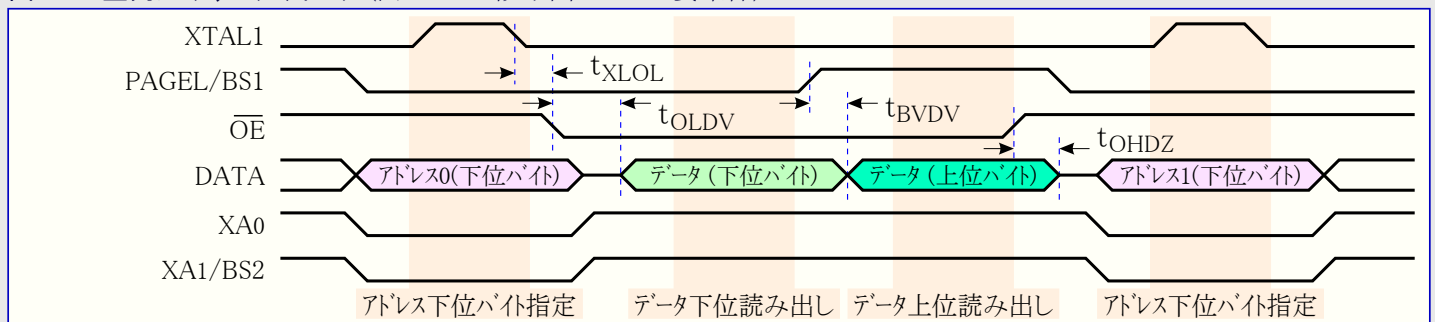 XTAL1
PAGEL/BS1
tXLOL
OE
tOLDV
tBVDV
tOHDZ
DATA
アドレス0(下位バイト)
データ (下位バイト)
データ (上位バイト)
アドレス1(下位バイト)
XA0
XA1/BS2
アドレス下位バイト指定
データ下位読み出し
データ上位読み出し
アドレス下位バイト指定